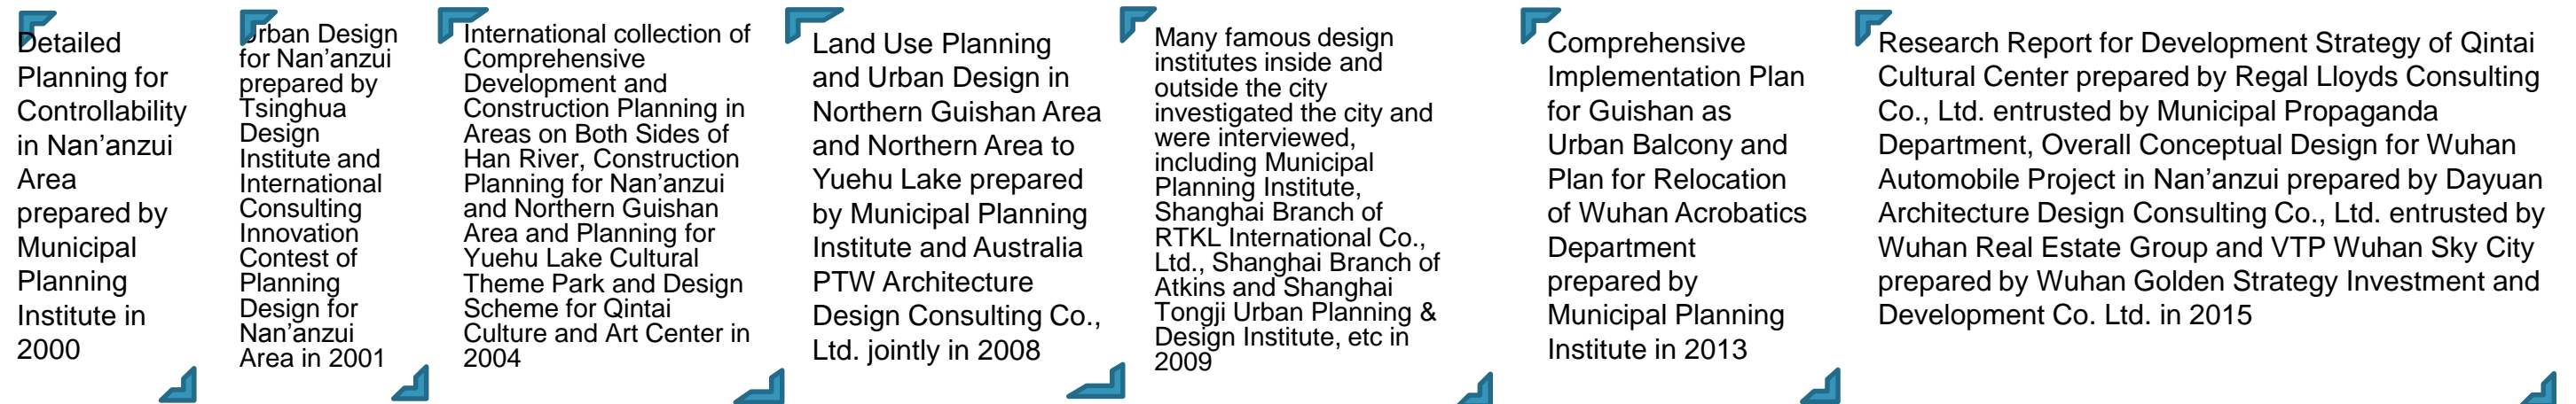 Detailed
Planning for
Controllability
in Nan’anzui
Area
prepared by
Municipal
Planning
Institute in
2000
Urban Design
for Nan’anzui
prepared by
Tsinghua
Design
Institute and
International
Consulting
Innovation
Contest of
Planning
Design for
Nan’anzui
Area in 2001
International collection of
Comprehensive
Development and
Construction Planning in
Areas on Both Sides of
Han River, Construction
Planning for Nan’anzui
and Northern Guishan
Area and Planning for
Yuehu Lake Cultural
Theme Park and Design
Scheme for Qintai
Culture and Art Center in
2004
Land Use Planning
and Urban Design in
Northern Guishan Area
and Northern Area to
Yuehu Lake prepared
by Municipal Planning
Institute and Australia
PTW Architecture
Design Consulting Co.,
Ltd. jointly in 2008
Many famous design
institutes inside and
outside the city
investigated the city and
were interviewed,
including Municipal
Planning Institute,
Shanghai Branch of
RTKL International Co.,
Ltd., Shanghai Branch of
Atkins and Shanghai
Tongji Urban Planning &
Design Institute, etc in
2009
Comprehensive
Implementation Plan
for Guishan as
Urban Balcony and
Plan for Relocation
of Wuhan Acrobatics
Department
prepared by
Municipal Planning
Institute in 2013
Research Report for Development Strategy of Qintai
Cultural Center prepared by Regal Lloyds Consulting
Co., Ltd. entrusted by Municipal Propaganda
Department, Overall Conceptual Design for Wuhan
Automobile Project in Nan’anzui prepared by Dayuan
Architecture Design Consulting Co., Ltd. entrusted by
Wuhan Real Estate Group and VTP Wuhan Sky City
prepared by Wuhan Golden Strategy Investment and
Development Co. Ltd. in 2015